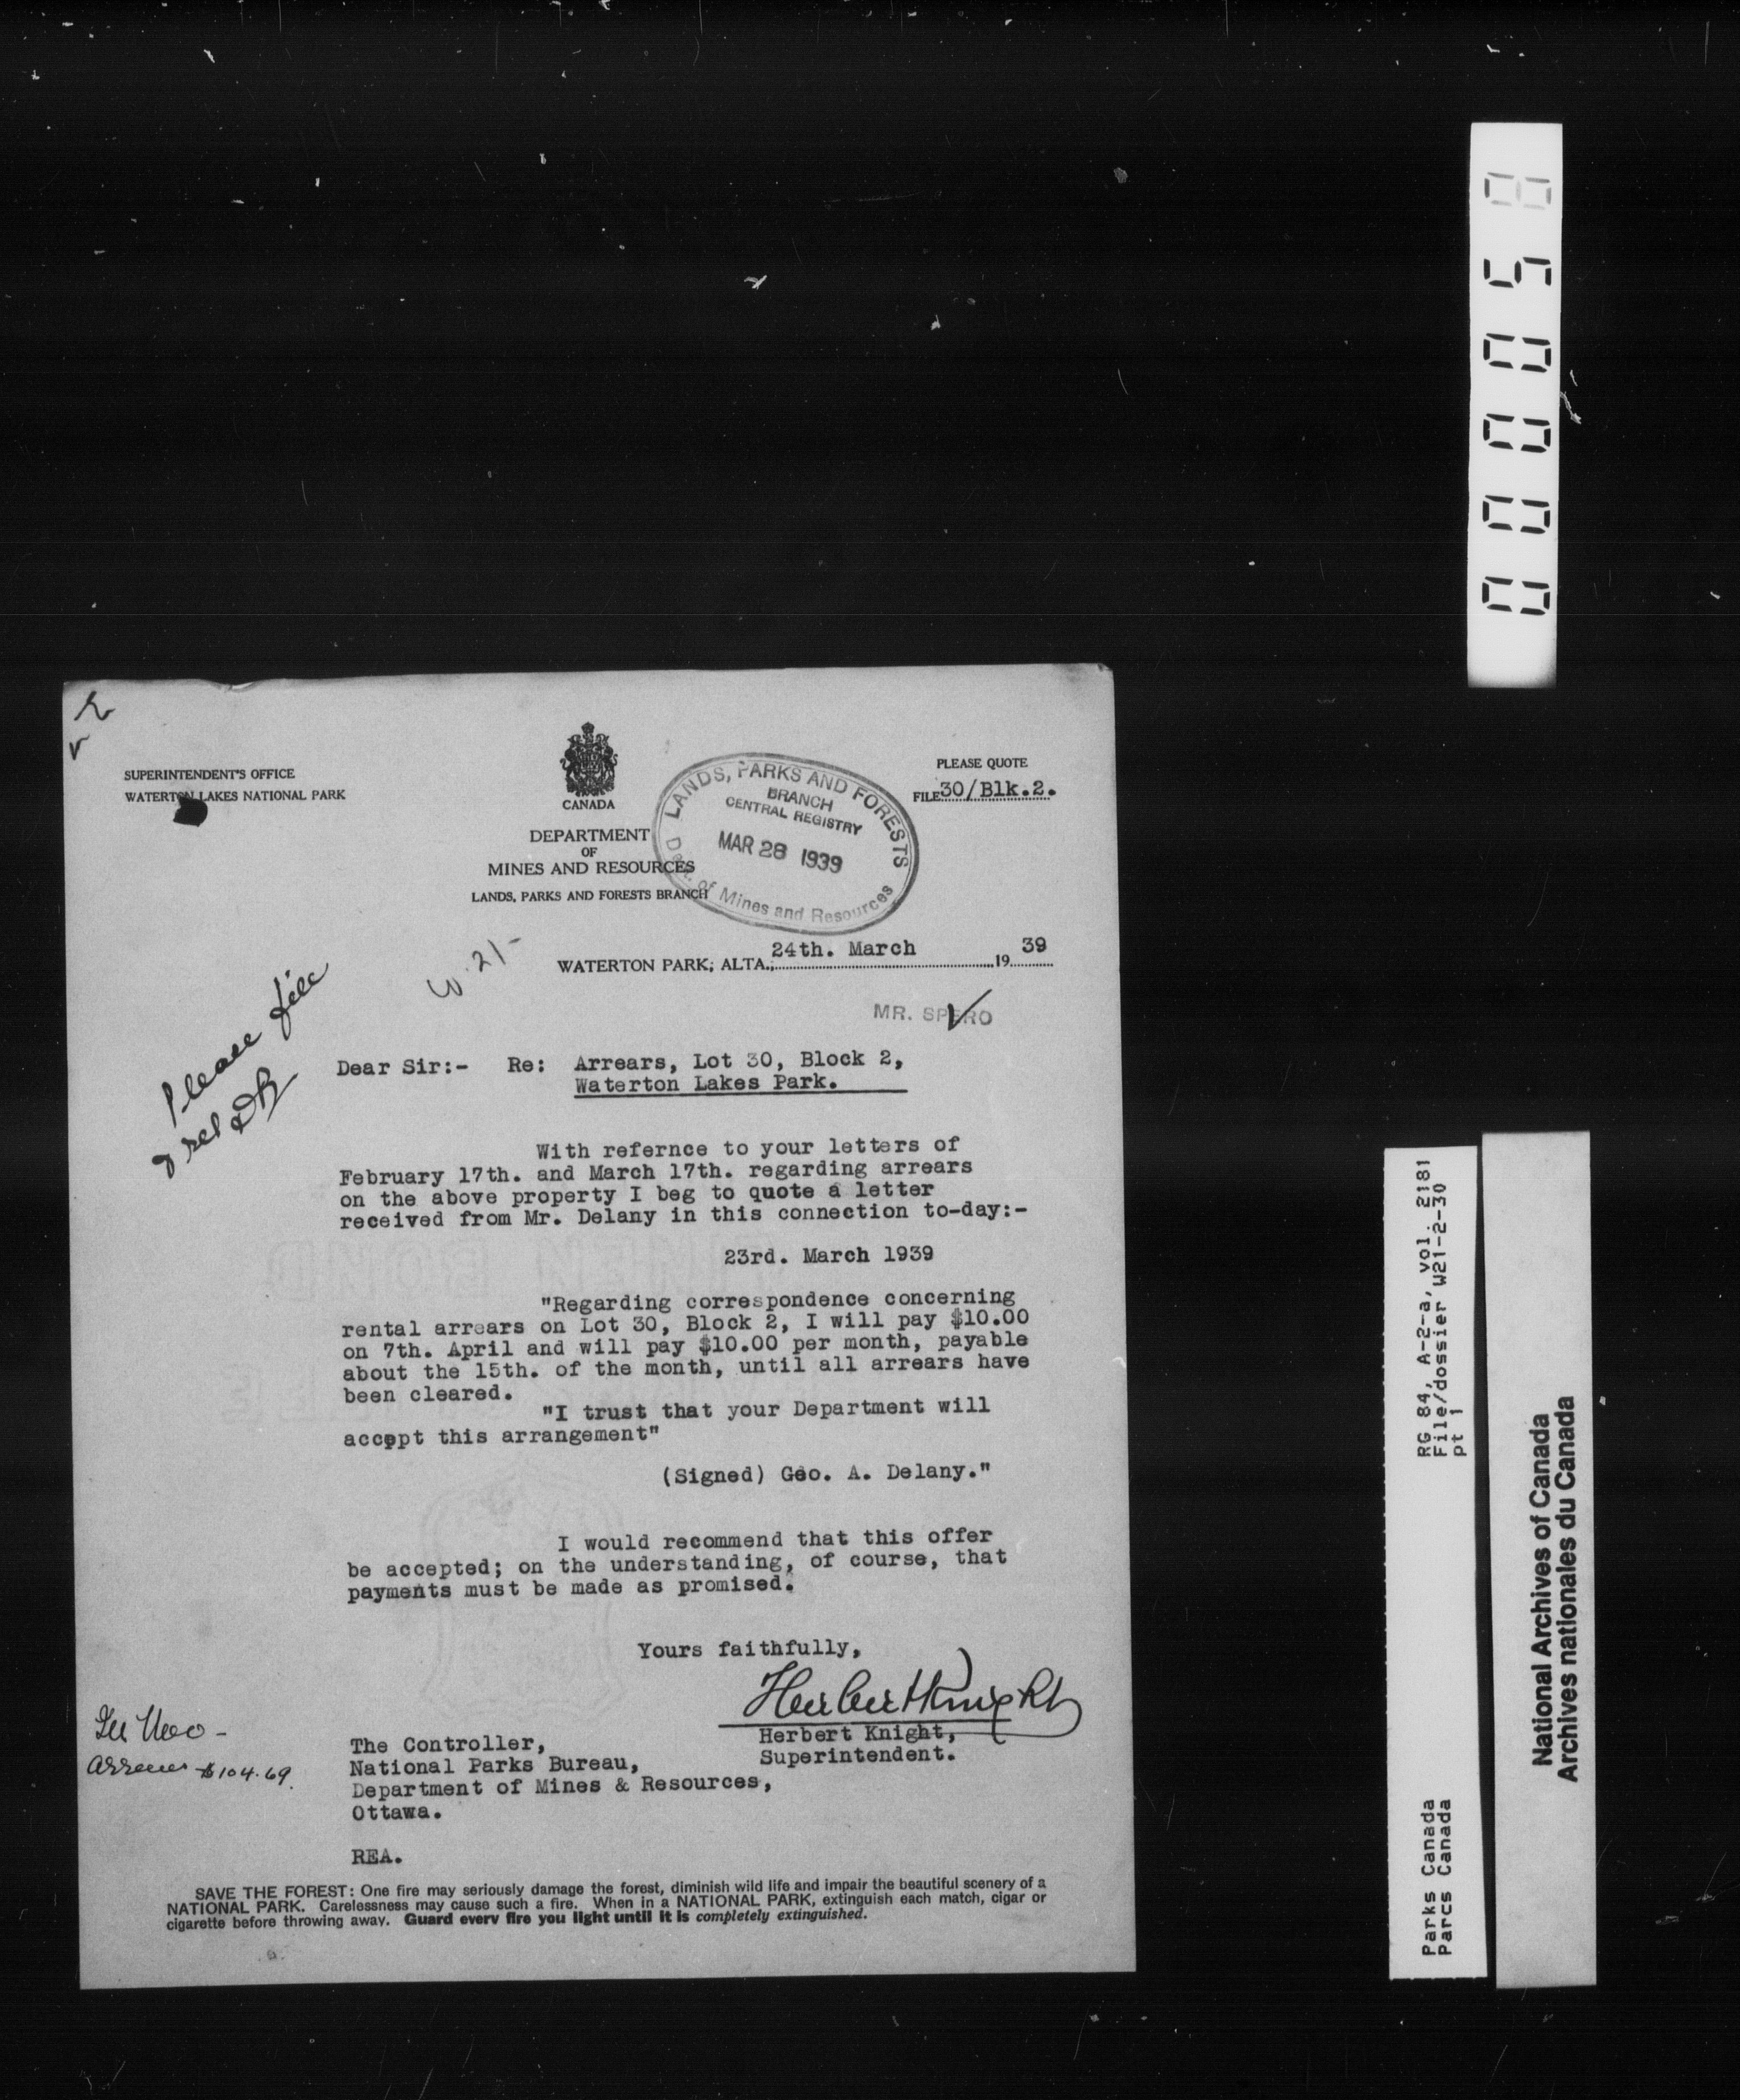 SUPERINTENDENT'S OFFICE
WATERTON LAKES NATIONAL PARK
CANADA
DEPARTMENT
OF
MINES AND RESOURCES
LANDS, PARKS AND FORESTS BRANCH
PLEASE QUOTE
FILE 30/Blk.2.
LANDS, PARKS AND FORESTS
BRANCH
CENTRAL REGISTRY
MAR 28 1939
Dept. of Mines and Resources
W.21-
WATERTON PARK, ALTA., 24th. March 19 39
MR. SPERO
Please file
Dear Sir:- Re: Arrears, Lot 30, Block 2,
Waterton Lakes Park.
With refernce to your letters of
February 17th. and March 17th. regarding arrears
on the above property I beg to quote a letter
received from Mr. Delany in this connection to-day:-
23rd. March 1939
"Regarding correspondence concerning
rental arrears on Lot 30, Block 2, I will pay $10.00
on 7th. April and will pay $10.00 per month, payable
about the 15th. of the month, until all arrears have
been cleared.
"I trust that your Department will
accept this arrangement"
(Signed) Geo. A. Delany."
I would recommend that this offer
be accepted; on the understanding, of course, that
payments must be made as promised.
Yours faithfully,
Herbert Knight
Herbert Knight,
Superintendent.
Arrears $104.69.
The Controller,
National Parks Bureau,
Department of Mines & Resources,
Ottawa.
REA.
SAVE THE FOREST: One fire may seriously damage the forest, diminish wild life and impair the beautiful scenery of a
NATIONAL PARK. Carelessness may cause such a fire. When in a NATIONAL PARK, extinguish each match, cigar or
cigarette before throwing away. Guard every fire you light until it is completely extinguished.
RG 84, A-2-a, vol. 2181
File/dossier W21-2-30
pt 1
Parks Canada
Parcs Canada
National Archives of Canada
Archives nationales du Canada